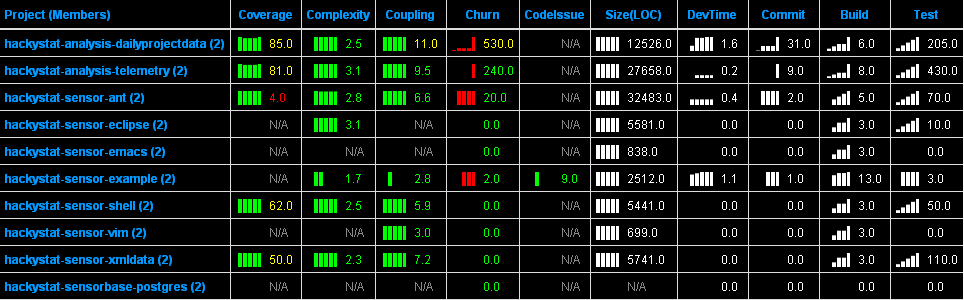 Project (Members) Coverage Complexity Coupling Churn CodeIssue Size(LOC) DevTime Commit Build Test
hackystat-analysis-dailyprojectdata (2) 85.0 2.5 11.0 530.0 N/A 12526.0 1.6 31.0 6.0 205.0
hackystat-analysis-telemetry (2) 81.0 3.1 9.5 240.0 N/A 27658.0 0.2 9.0 8.0 430.0
hackystat-sensor-ant (2) 4.0 2.8 6.6 20.0 N/A 32483.0 0.4 2.0 5.0 70.0
hackystat-sensor-eclipse (2) N/A 3.1 N/A 0.0 N/A 5581.0 0.0 0.0 3.0 10.0
hackystat-sensor-emacs (2) N/A N/A N/A 0.0 N/A 838.0 0.0 0.0 3.0 0.0
hackystat-sensor-example (2) N/A 1.7 2.8 2.0 9.0 2512.0 1.1 1.0 13.0 3.0
hackystat-sensor-shell (2) 62.0 2.5 5.9 0.0 N/A 5441.0 0.0 0.0 3.0 50.0
hackystat-sensor-vim (2) N/A N/A 3.0 0.0 N/A 699.0 0.0 0.0 3.0 0.0
hackystat-sensor-xmldata (2) 50.0 2.3 7.2 0.0 N/A 5741.0 0.0 0.0 3.0 110.0
hackystat-sensorbase-postgres (2) N/A N/A N/A 0.0 N/A N/A 0.0 0.0 0.0 0.0